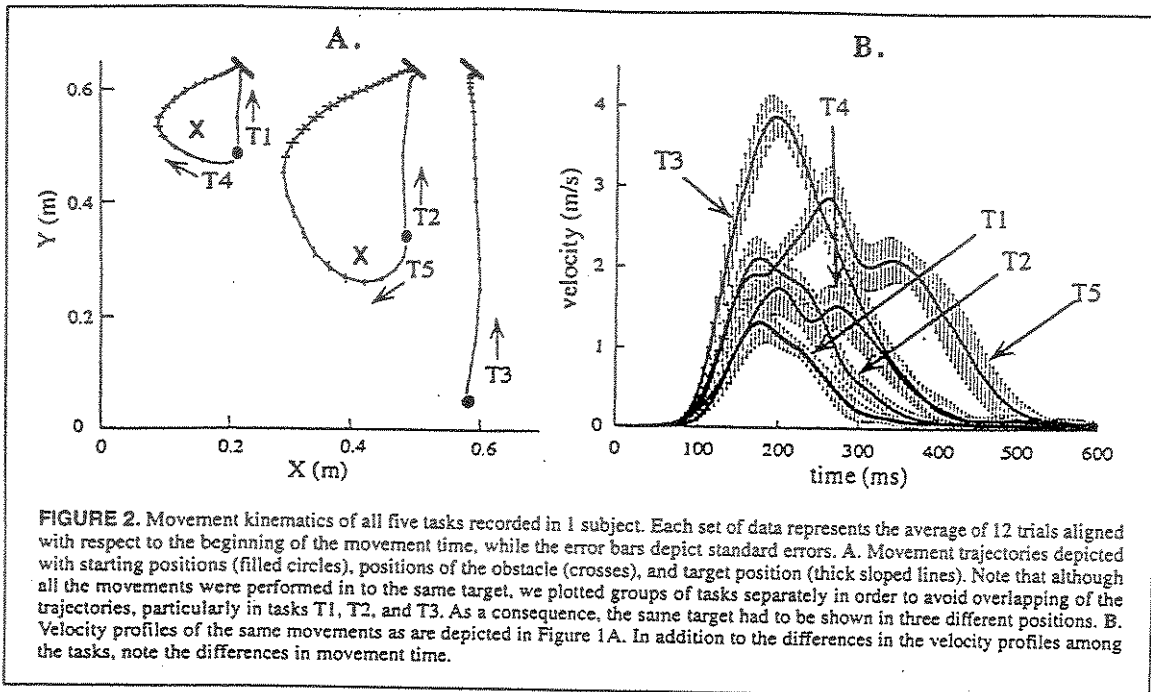 A.
0.6
0.4
0.2
0
Y (m)
X
T1
T4
X
T2
T5
T3
0
0.2
0.4
0.6
X (m)
B.
4
3
2
1
0
velocity (m/s)
T3
T4
T1
T2
T5
0
100
200
300
400
500
600
time (ms)
FIGURE 2. Movement kinematics of all five tasks recorded in 1 subject. Each set of data represents the average of 12 trials aligned
with respect to the beginning of the movement time, while the error bars depict standard errors. A. Movement trajectories depicted
with starting positions (filled circles), positions of the obstacle (crosses), and target position (thick sloped lines). Note that although
all the movements were performed in to the same target, we plotted groups of tasks separately in order to avoid overlapping of the
trajectories, particularly in tasks T1, T2, and T3. As a consequence, the same target had to be shown in three different positions. B.
Velocity profiles of the same movements as are depicted in Figure 1A. In addition to the differences in the velocity profiles among
the tasks, note the differences in movement time.